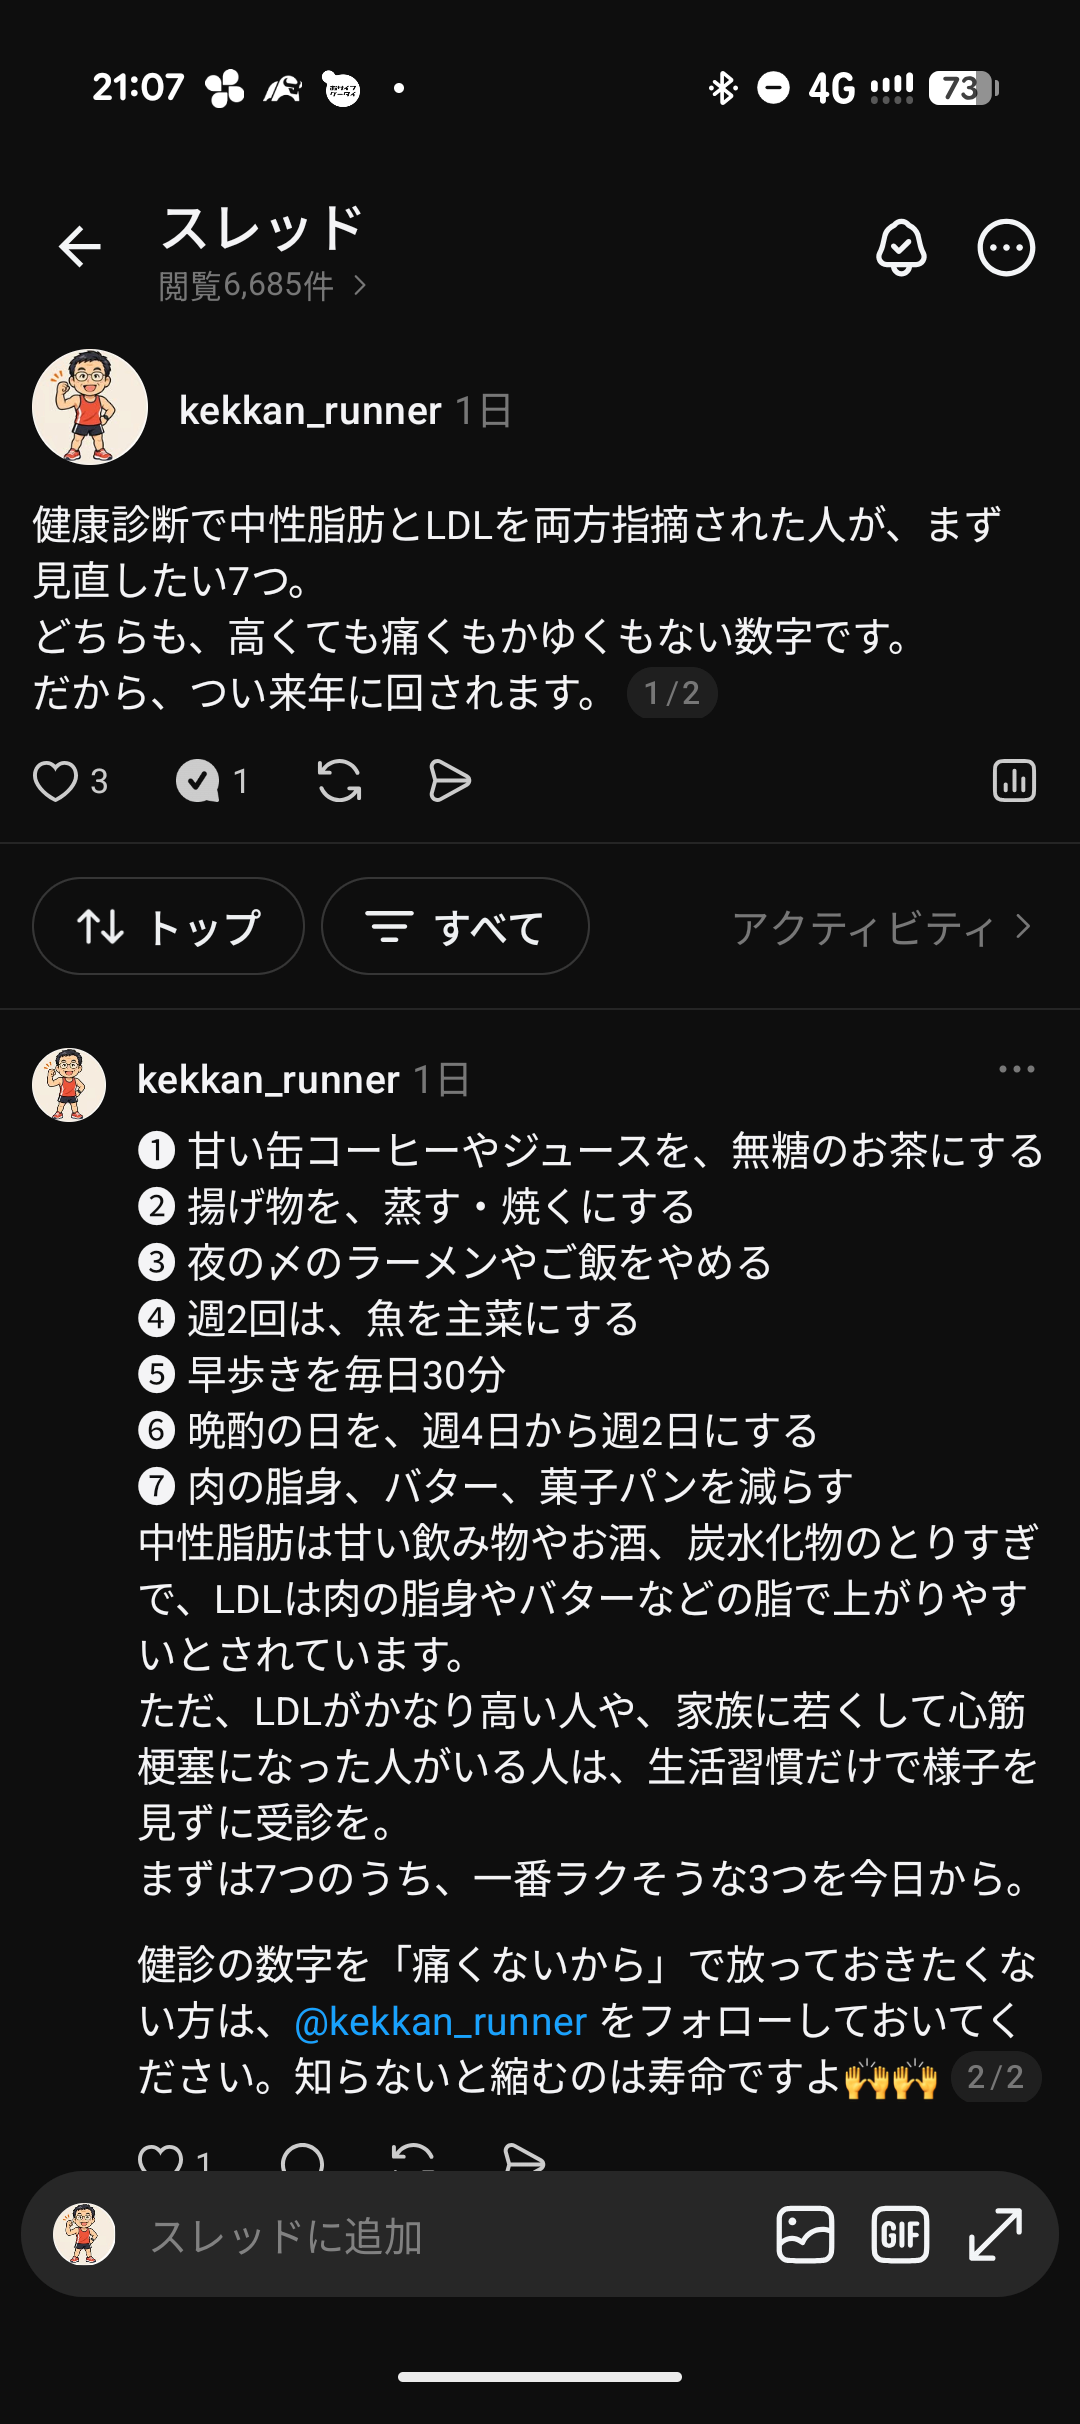 21:07
4G
73
スレッド
閲覧6,685件
kekkan_runner 1日
健康診断で中性脂肪とLDLを両方指摘された人が、まず
見直したい7つ。
どちらも、高くても痛くもかゆくもない数字です。
だから、つい来年に回されます。 1/2
3 1
トップ すべて アクティビティ
kekkan_runner 1日
❶ 甘い缶コーヒーやジュースを、無糖のお茶にする
❷ 揚げ物を、蒸す・焼くにする
❸ 夜の〆のラーメンやご飯をやめる
❹ 週2回は、魚を主菜にする
❺ 早歩きを毎日30分
❻ 晩酌の日を、週4日から週2日にする
❼ 肉の脂身、バター、菓子パンを減らす
中性脂肪は甘い飲み物やお酒、炭水化物のとりすぎ
で、LDLは肉の脂身やバターなどの脂で上がりやす
いとされています。
ただ、LDLがかなり高い人や、家族に若くして心筋
梗塞になった人がいる人は、生活習慣だけで様子を
見ずに受診を。
まずは7つのうち、一番ラクそうな3つを今日から。
健診の数字を「痛くないから」で放っておきたくな
い方は、@kekkan_runner をフォローしておいてく
ださい。知らないと縮むのは寿命ですよ🙌🙌 2/2
1
スレッドに追加
GIF